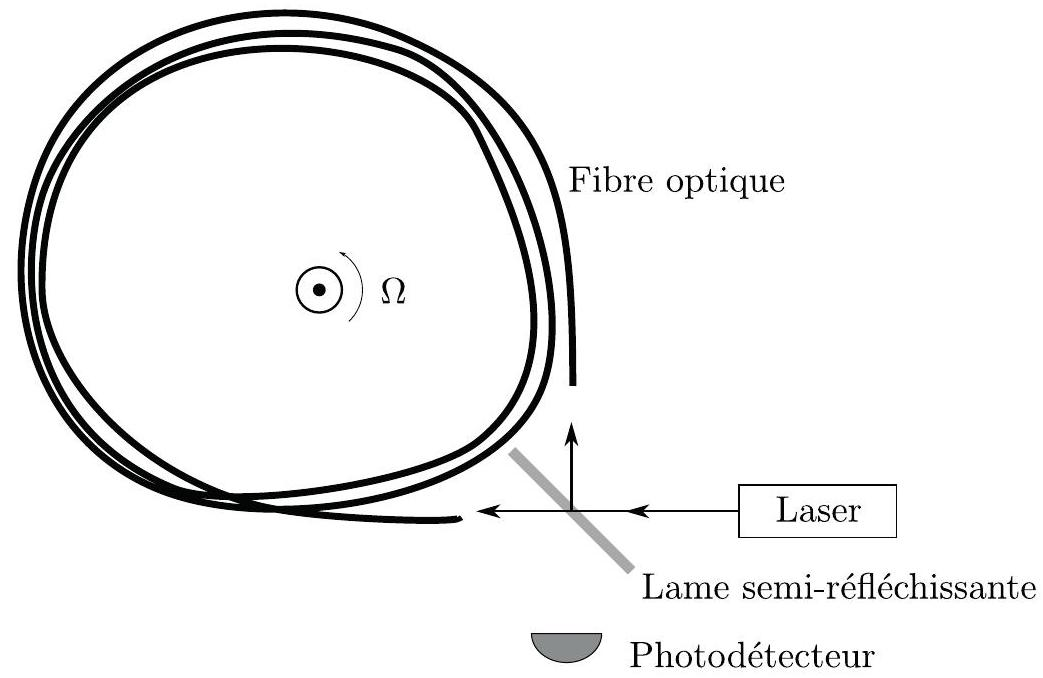 Fibre optique
Ω
Laser
Lame semi-réfléchissante
Photodétecteur